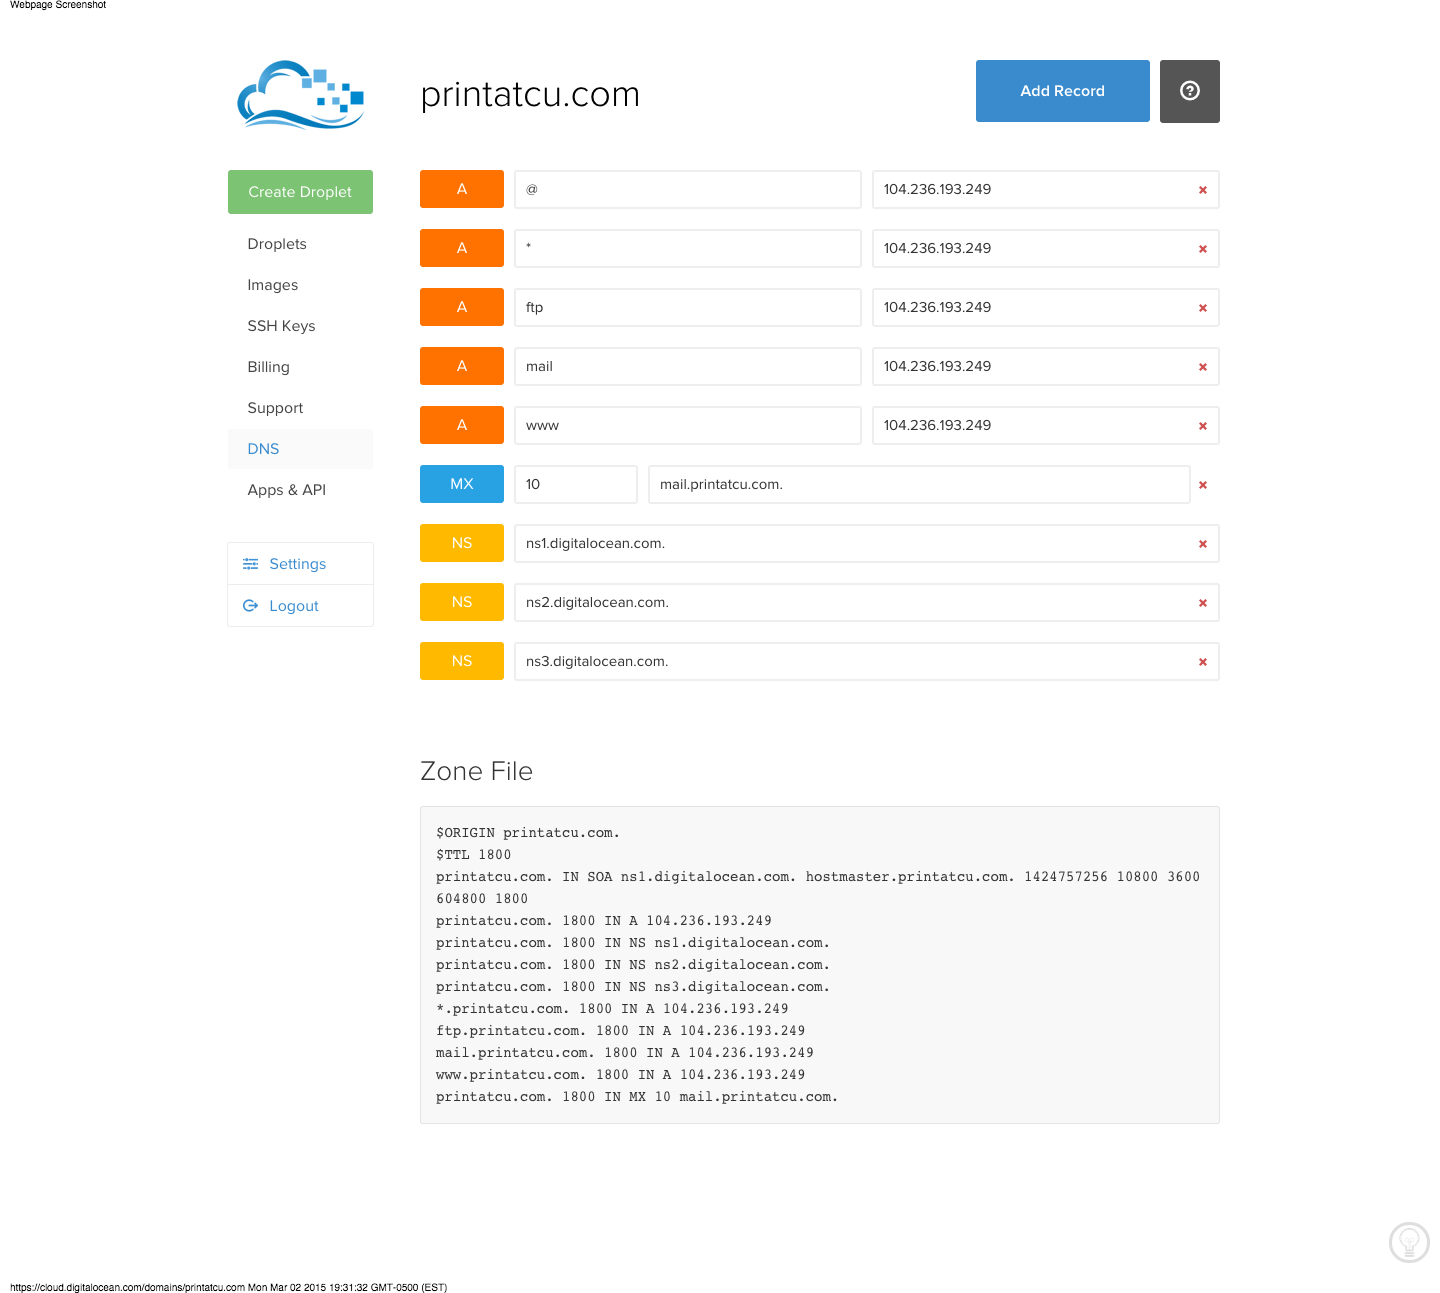 Webpage Screenshot
printatcu.com
Add Record
Create Droplet
Droplets
Images
SSH Keys
Billing
Support
DNS
Apps & API
Settings
Logout
A @ 104.236.193.249
A * 104.236.193.249
A ftp 104.236.193.249
A mail 104.236.193.249
A www 104.236.193.249
MX 10 mail.printatcu.com.
NS ns1.digitalocean.com.
NS ns2.digitalocean.com.
NS ns3.digitalocean.com.
Zone File
$ORIGIN printatcu.com.
$TTL 1800
printatcu.com. IN SOA ns1.digitalocean.com. hostmaster.printatcu.com. 1424757256 10800 3600
604800 1800
printatcu.com. 1800 IN A 104.236.193.249
printatcu.com. 1800 IN NS ns1.digitalocean.com.
printatcu.com. 1800 IN NS ns2.digitalocean.com.
printatcu.com. 1800 IN NS ns3.digitalocean.com.
*.printatcu.com. 1800 IN A 104.236.193.249
ftp.printatcu.com. 1800 IN A 104.236.193.249
mail.printatcu.com. 1800 IN A 104.236.193.249
www.printatcu.com. 1800 IN A 104.236.193.249
printatcu.com. 1800 IN MX 10 mail.printatcu.com.
https://cloud.digitalocean.com/domains/printatcu.com Mon Mar 02 2015 19:31:32 GMT-0500 (EST)